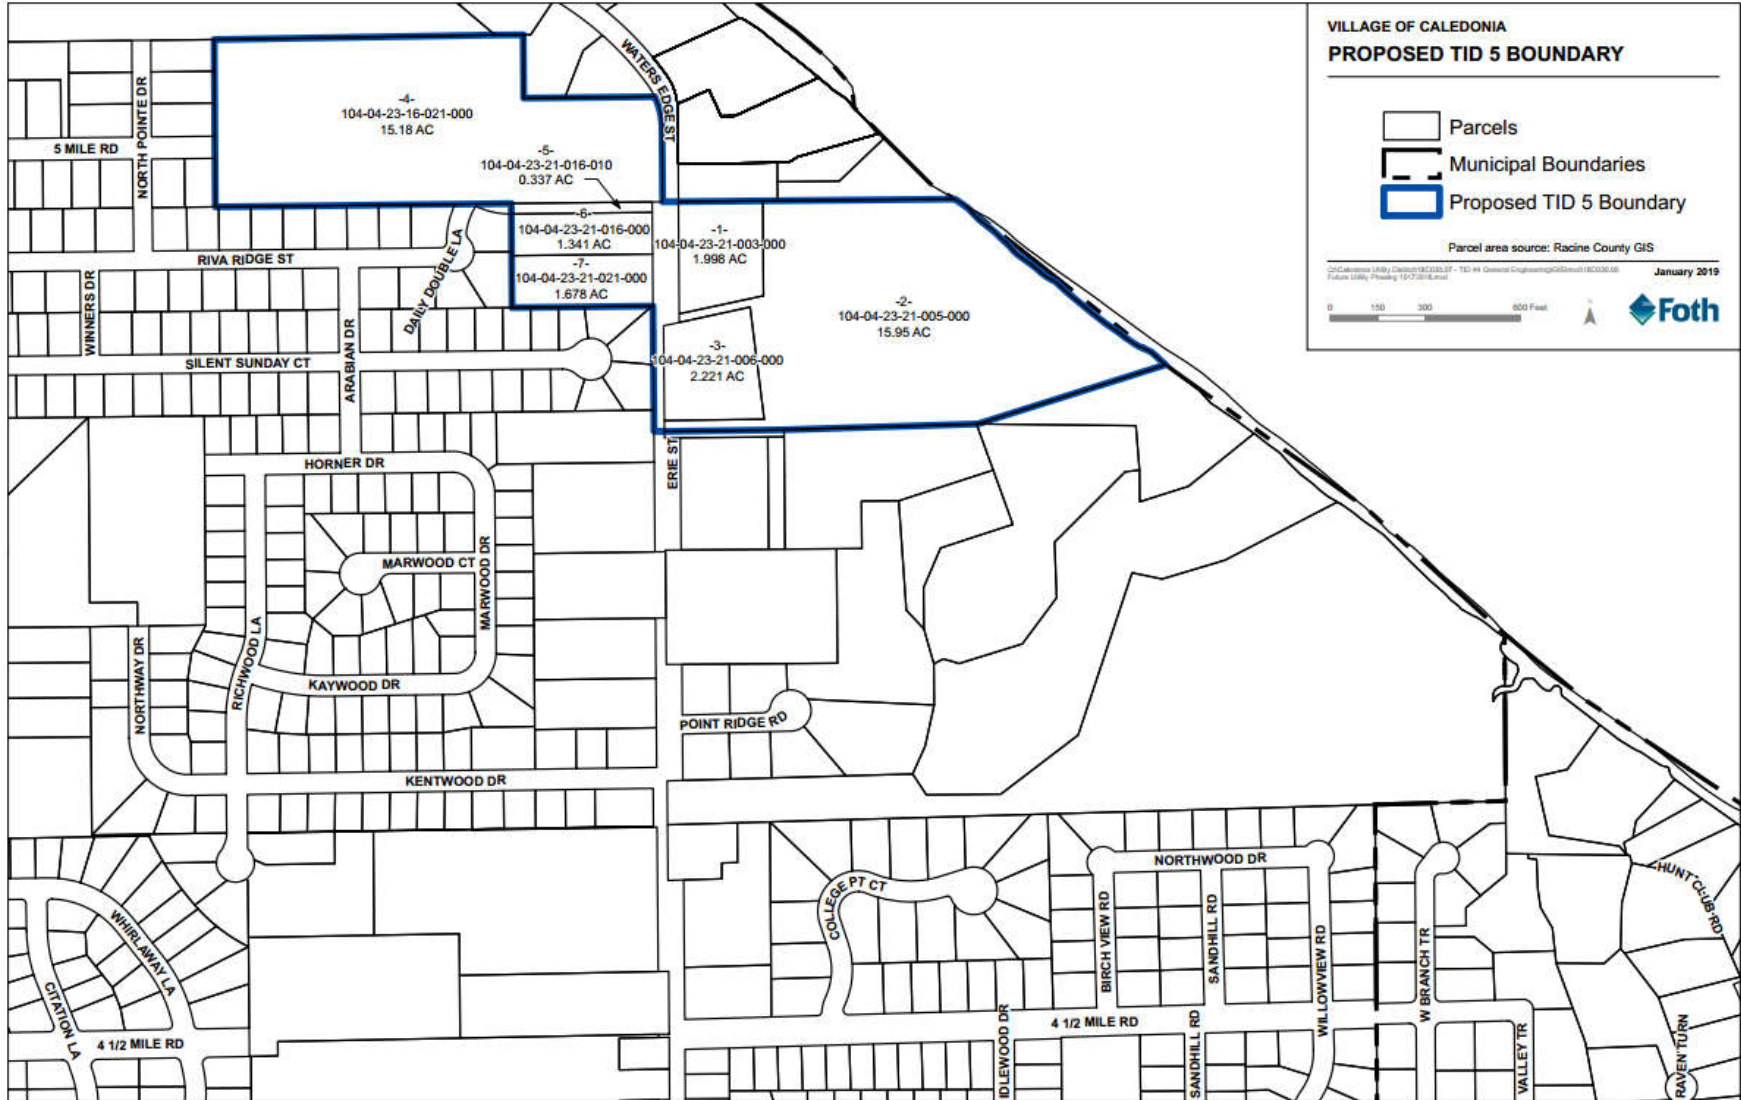 VILLAGE OF CALEDONIA
PROPOSED TID 5 BOUNDARY
Parcels
Municipal Boundaries
Proposed TID 5 Boundary
Parcel area source: Racine County GIS
January 2019
0 150 300 600 Feet
Foth
WATERS EDGE ST
-4-
104-04-23-16-021-000
15.18 AC
NORTH POINTE DR
5 MILE RD
-5-
104-04-23-21-016-010
0.337 AC
-6-
104-04-23-21-016-000
1.341 AC
-1-
104-04-23-21-003-000
1.998 AC
RIVA RIDGE ST
DAILY DOUBLE LA
-7-
104-04-23-21-021-000
1.678 AC
-2-
104-04-23-21-005-000
15.95 AC
WINNERS DR
ARABIAN DR
SILENT SUNDAY CT
-3-
104-04-23-21-006-000
2.221 AC
HORNER DR
ERIE ST
MARWOOD CT
MARWOOD DR
RICHWOOD LA
NORTHWAY DR
KAYWOOD DR
POINT RIDGE RD
KENTWOOD DR
NORTHWOOD DR
COLLEGE PT CT
HUNT CLUB RD
WHIRLAWAY LA
BIRCH VIEW RD
SANDHILL RD
WILLOWVIEW RD
W BRANCH TR
CITATION LA
4 1/2 MILE RD
IDLEWOOD DR
4 1/2 MILE RD
SANDHILL RD
VALLEY TR
RAVEN TURN